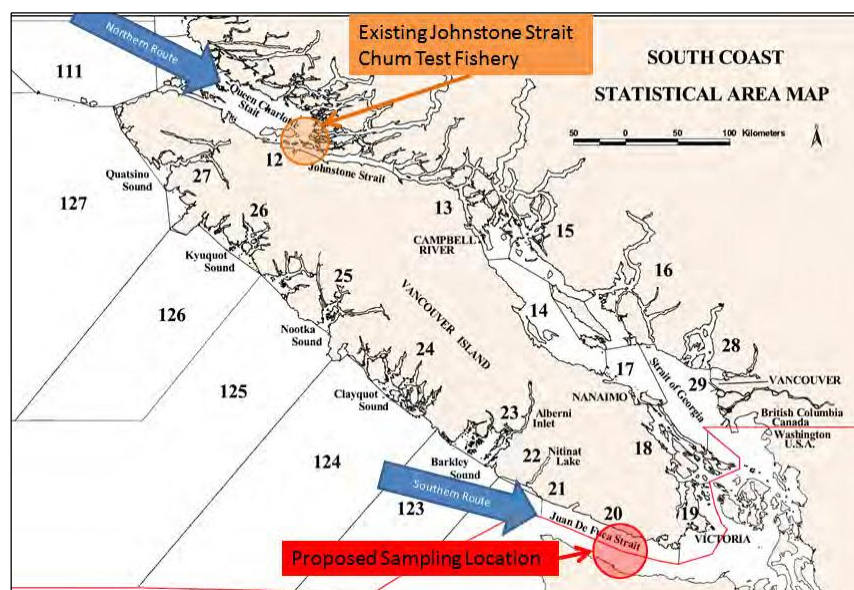 Northern Route
Existing Johnstone Strait
Chum Test Fishery
SOUTH COAST
STATISTICAL AREA MAP
50 0 50 100 Kilometers
N
111
Queen Charlotte
Stait
12
Johnstone Strait
Quatsino
Sound
27
127
26
13
CAMPBELL
RIVER
15
Kyuquot
Sound
16
25
126
VANCOUVER ISLAND
14
Nootka
Sound
28
24
17
Strait of Georgia
29
VANCOUVER
125
Clayquot
Sound
NANAIMO
23
Alberni
Inlet
British Columbia
Canada
Washington
U.S.A.
18
124
Barkley
Sound
22
Nitinat
Lake
21
Southern Route
123
20
19
Juan De Fuca Strait
VICTORIA
Proposed Sampling Location